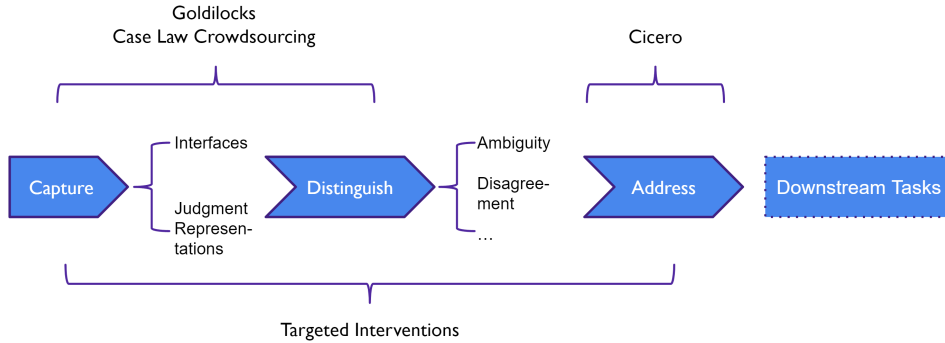 Goldilocks
Case Law Crowdsourcing
Cicero
Capture
Interfaces
Judgment
Represen-
tations
Distinguish
Ambiguity
Disagree-
ment
...
Address
Downstream Tasks
Targeted Interventions